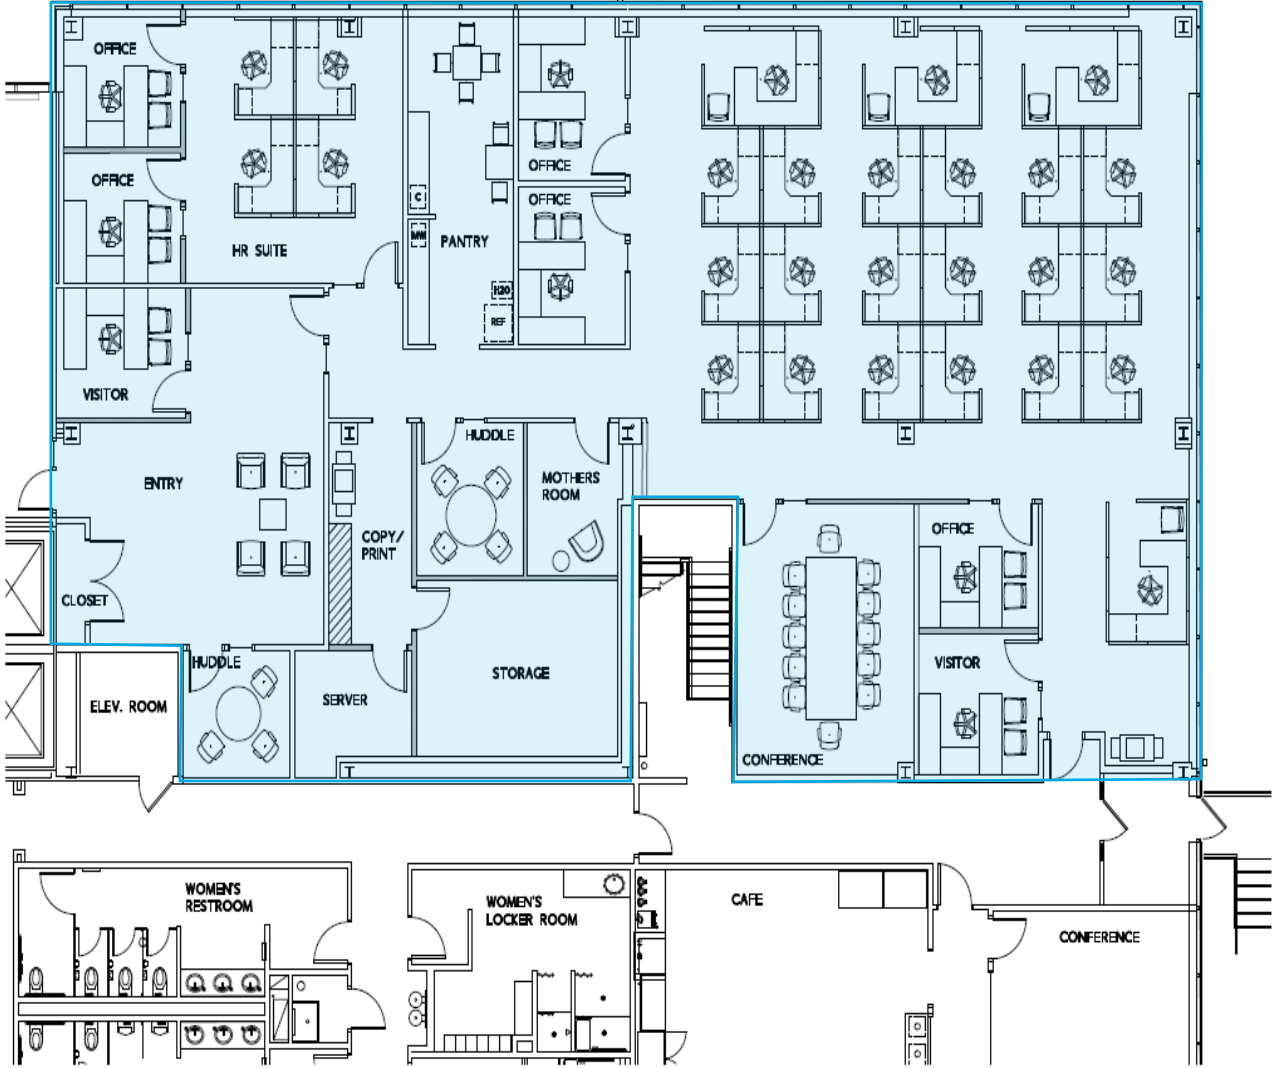 OFFICE
OFFICE
HR SUITE
VISITOR
C
MW
PANTRY
H2O
REF
OFFICE
OFFICE
ENTRY
CLOSET
COPY/
PRINT
HUDDLE
MOTHERS
ROOM
HUDDLE
SERVER
STORAGE
ELEV. ROOM
CONFERENCE
OFFICE
VISITOR
WOMEN'S
RESTROOM
WOMEN'S
LOCKER ROOM
CAFE
CONFERENCE